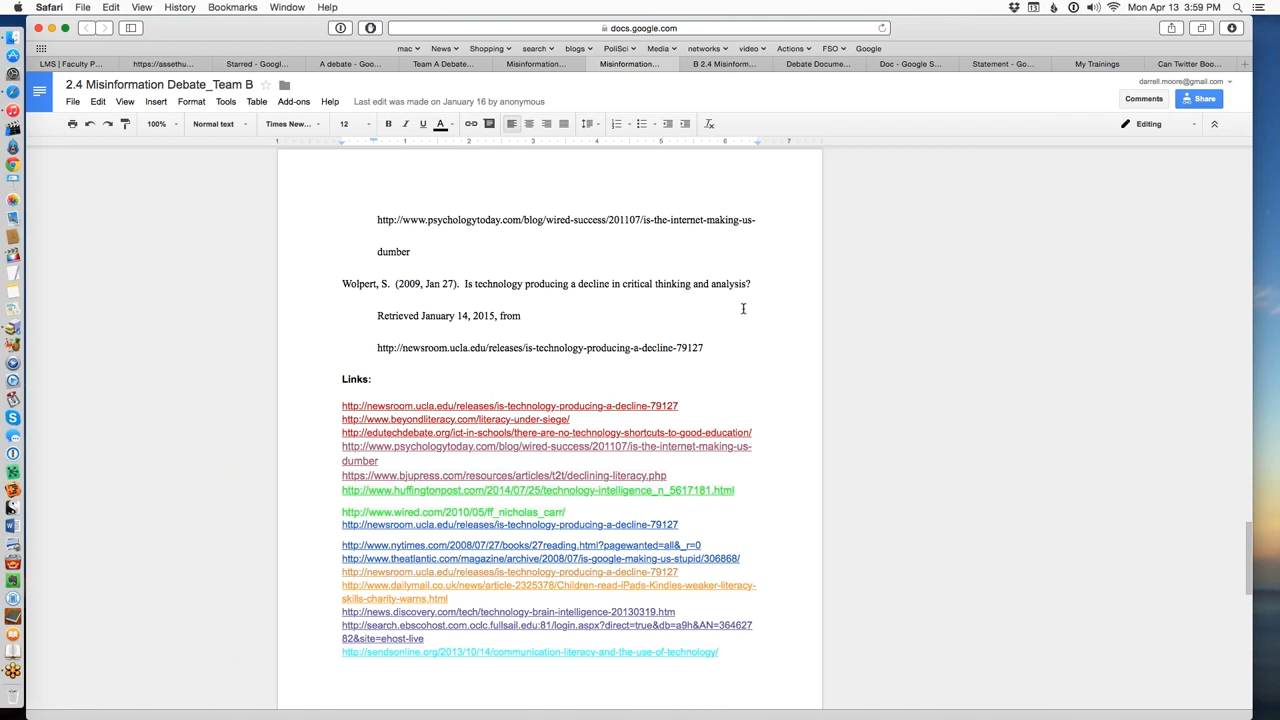 Safari File Edit View History Bookmarks Window Help Mon Apr 13 3:59 PM
docs.google.com
mac News Shopping search blogs PoliSci Media networks video Actions FSO Google
LMS | Faculty P... https://assethu... Starred - Googl... A debate - Goo... Team A Debate... Misinformation... Misinformation... B 2.4 Misinform... Debate Docume... Doc - Google S... Statement - Go... My Trainings Can Twitter Boo...
2.4 Misinformation Debate_Team B
darrell.moore@gmail.com
File Edit View Insert Format Tools Table Add-ons Help Last edit was made on January 16 by anonymous
Comments Share
100% Normal text Times New... 12 B I U A Editing
1 1 2 3 4 5 6 7
http://www.psychologytoday.com/blog/wired-success/201107/is-the-internet-making-us-
dumber
Wolpert, S. (2009, Jan 27). Is technology producing a decline in critical thinking and analysis?
Retrieved January 14, 2015, from
http://newsroom.ucla.edu/releases/is-technology-producing-a-decline-79127
Links:
http://newsroom.ucla.edu/releases/is-technology-producing-a-decline-79127
http://www.beyondliteracy.com/literacy-under-siege/
http://edutechdebate.org/ict-in-schools/there-are-no-technology-shortcuts-to-good-education/
http://www.psychologytoday.com/blog/wired-success/201107/is-the-internet-making-us-
dumber
https://www.bjupress.com/resources/articles/t2t/declining-literacy.php
http://www.huffingtonpost.com/2014/07/25/technology-intelligence_n_5617181.html
http://www.wired.com/2010/05/ff_nicholas_carr/
http://newsroom.ucla.edu/releases/is-technology-producing-a-decline-79127
http://www.nytimes.com/2008/07/27/books/27reading.html?pagewanted=all&_r=0
http://www.theatlantic.com/magazine/archive/2008/07/is-google-making-us-stupid/306868/
http://newsroom.ucla.edu/releases/is-technology-producing-a-decline-79127
http://www.dailymail.co.uk/news/article-2325378/Children-read-iPads-Kindles-weaker-literacy-
skills-charity-warns.html
http://news.discovery.com/tech/technology-brain-intelligence-20130319.htm
http://search.ebscohost.com.oclc.fullsail.edu:81/login.aspx?direct=true&db=a9h&AN=364627
82&site=ehost-live
http://sendsonline.org/2013/10/14/communication-literacy-and-the-use-of-technology/